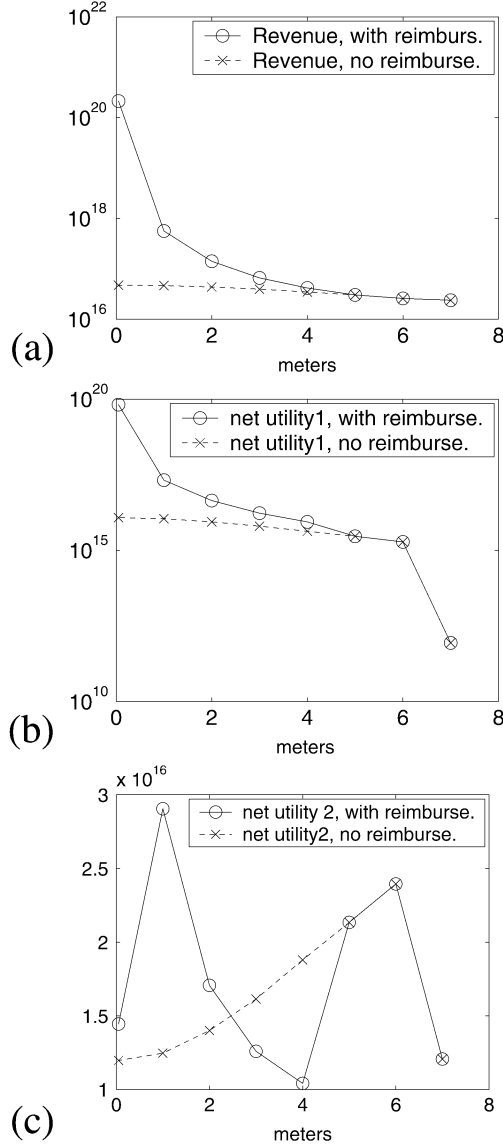 10^22
Revenue, with reimburs.
Revenue, no reimburse.
10^20
10^18
10^16
0 2 4 6 8
meters
(a)
10^20
net utility1, with reimburse.
net utility1, no reimburse.
10^15
10^10
0 2 4 6 8
meters
(b)
x 10^16
3
net utility 2, with reimburse.
net utility2, no reimburse.
2.5
2
1.5
1
0 2 4 6 8
meters
(c)